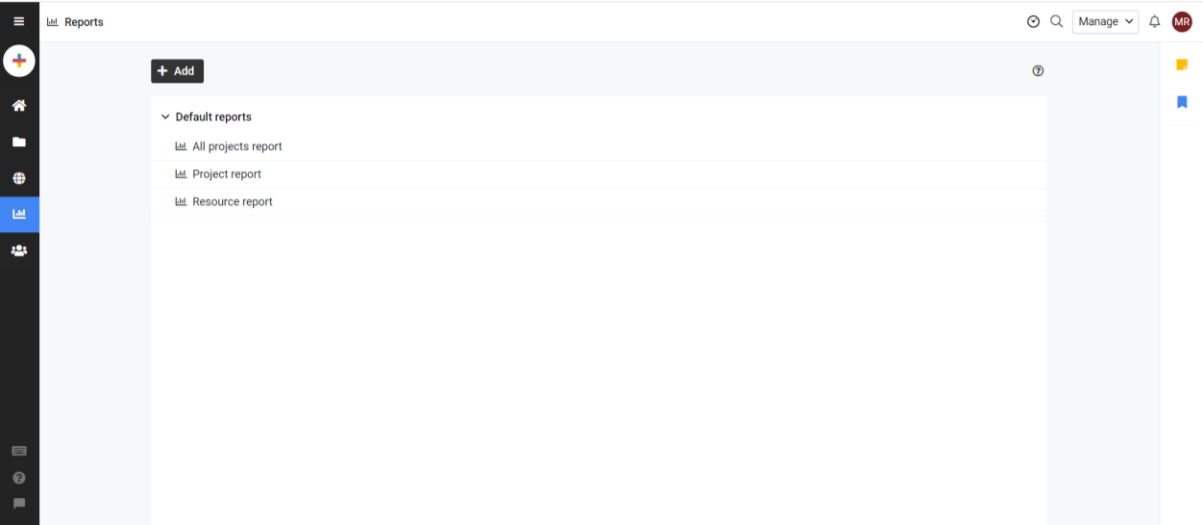 Reports
Manage
MR
+ Add
Default reports
All projects report
Project report
Resource report